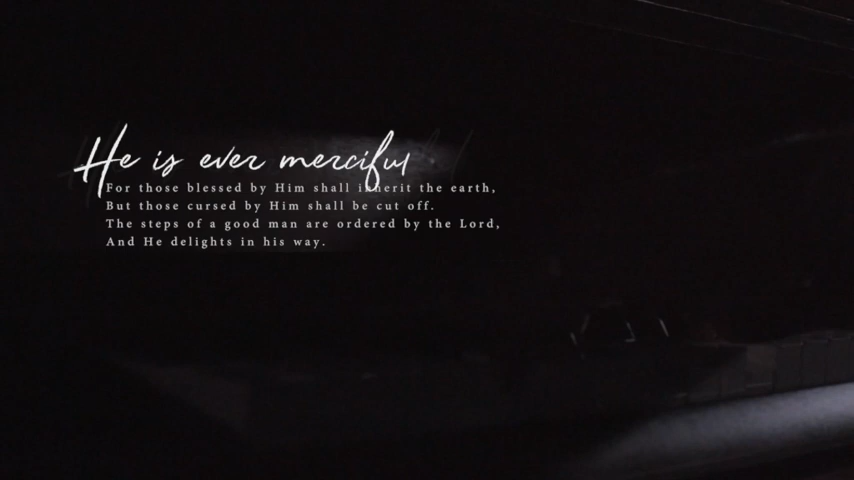 He is ever merciful
For those blessed by Him shall inherit the earth,
But those cursed by Him shall be cut off.
The steps of a good man are ordered by the Lord,
And He delights in his way.